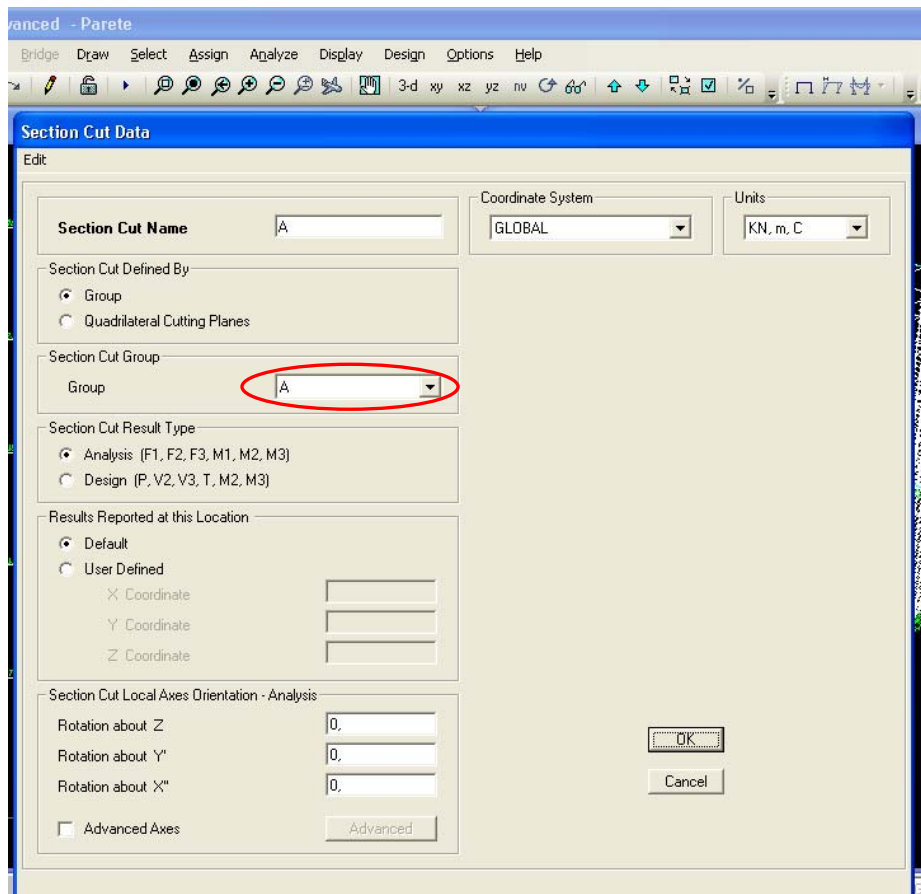 vanced - Parete
Bridge Draw Select Assign Analyze Display Design Options Help
3-d xy xz yz nv
Section Cut Data
Edit
Section Cut Name A
Coordinate System
GLOBAL
Units
KN, m, C
Section Cut Defined By
Group
Quadrilateral Cutting Planes
Section Cut Group
Group A
Section Cut Result Type
Analysis (F1, F2, F3, M1, M2, M3)
Design (P, V2, V3, T, M2, M3)
Results Reported at this Location
Default
User Defined
X Coordinate
Y Coordinate
Z Coordinate
Section Cut Local Axes Orientation - Analysis
Rotation about Z 0,
Rotation about Y' 0,
Rotation about X" 0,
Advanced Axes Advanced
OK
Cancel